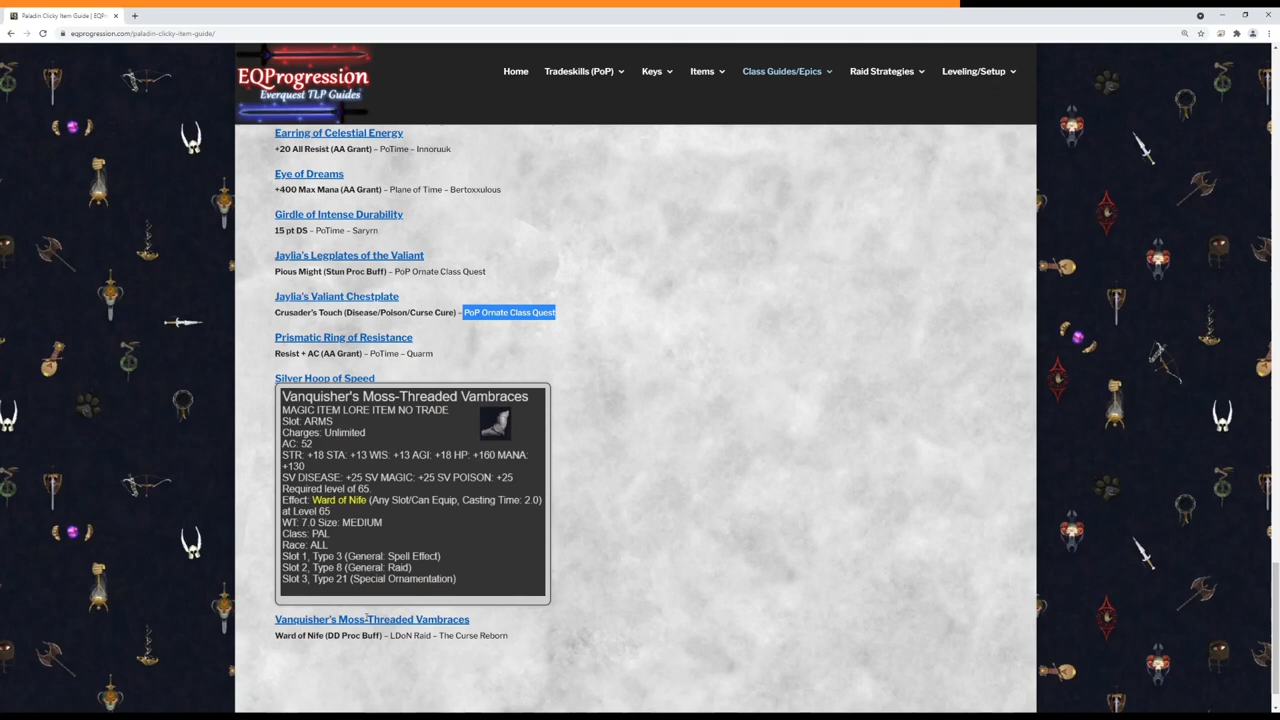 Paladin Clicky Item Guide | EQPr
eqprogression.com/paladin-clicky-item-guide/
EQProgression
Everquest TLP Guides
Home Tradeskills (PoP) Keys Items Class Guides/Epics Raid Strategies Leveling/Setup
Earring of Celestial Energy
+20 All Resist (AA Grant) – PoTime – Innoruuk
Eye of Dreams
+400 Max Mana (AA Grant) – Plane of Time – Bertoxxulous
Girdle of Intense Durability
15 pt DS – PoTime – Saryrn
Jaylia's Legplates of the Valiant
Pious Might (Stun Proc Buff) – PoP Ornate Class Quest
Jaylia's Valiant Chestplate
Crusader's Touch (Disease/Poison/Curse Cure) – PoP Ornate Class Quest
Prismatic Ring of Resistance
Resist + AC (AA Grant) – PoTime – Quarm
Silver Hoop of Speed
Vanquisher's Moss-Threaded Vambraces
MAGIC ITEM LORE ITEM NO TRADE
Slot: ARMS
Charges: Unlimited
AC: 52
STR: +18 STA: +13 WIS: +13 AGI: +18 HP: +160 MANA:
+130
SV DISEASE: +25 SV MAGIC: +25 SV POISON: +25
Required level of 65.
Effect: Ward of Nife (Any Slot/Can Equip, Casting Time: 2.0)
at Level 65
WT: 7.0 Size: MEDIUM
Class: PAL
Race: ALL
Slot 1, Type 3 (General: Spell Effect)
Slot 2, Type 8 (General: Raid)
Slot 3, Type 21 (Special Ornamentation)
Vanquisher's Moss-Threaded Vambraces
Ward of Nife (DD Proc Buff) – LDoN Raid – The Curse Reborn